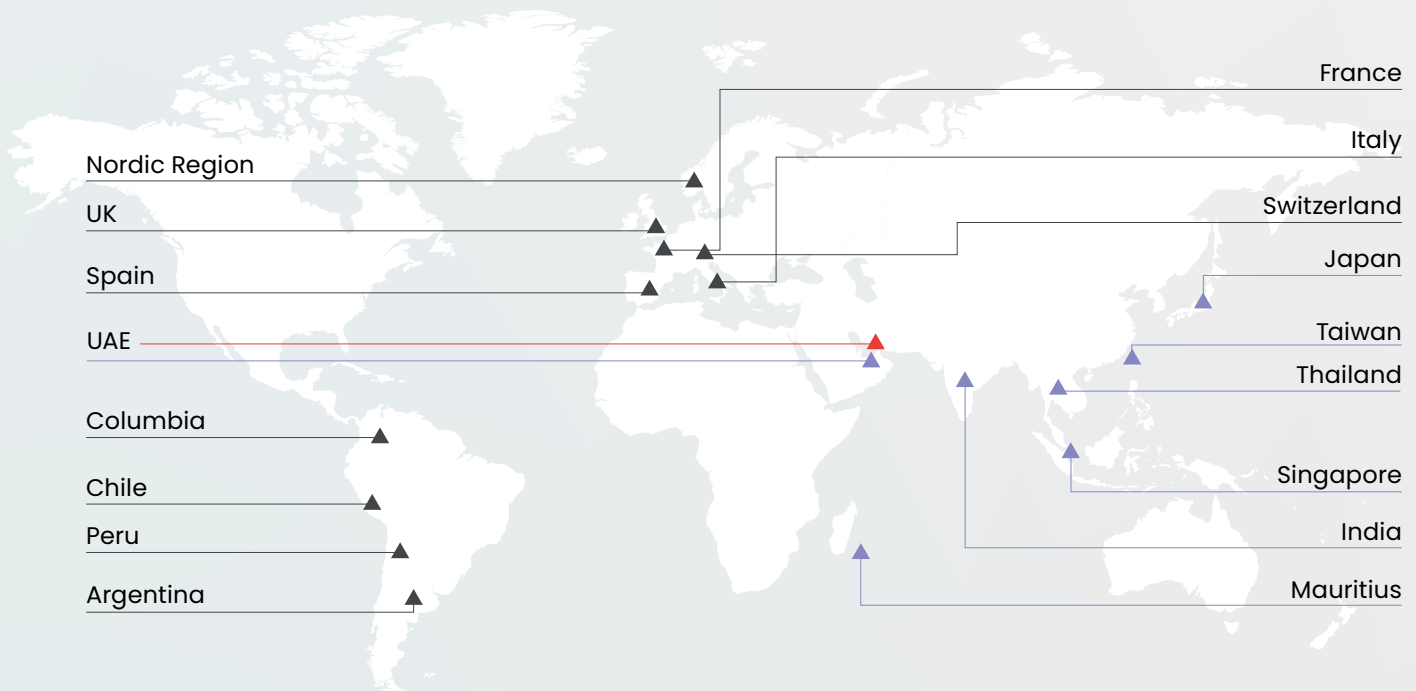 Nordic Region
UK
Spain
UAE
Columbia
Chile
Peru
Argentina
France
Italy
Switzerland
Japan
Taiwan
Thailand
Singapore
India
Mauritius